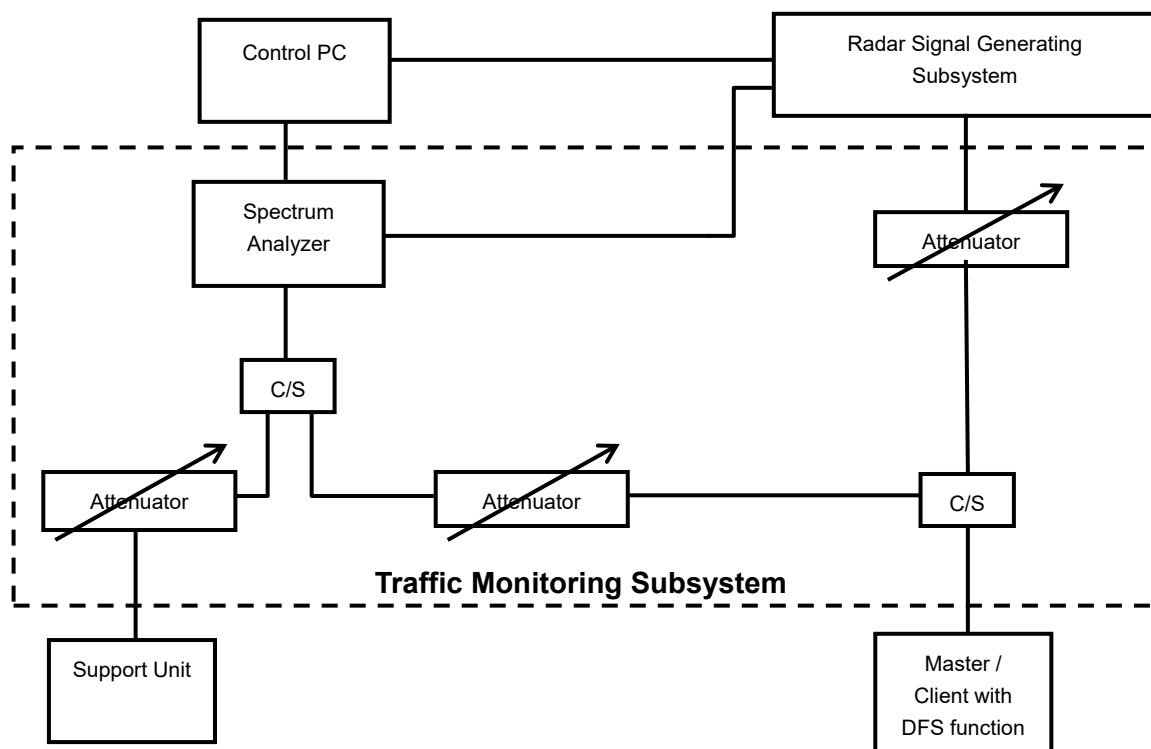 Control PC
Radar Signal Generating
Subsystem
Spectrum
Analyzer
Attenuator
C/S
Attenuator
Attenuator
C/S
Traffic Monitoring Subsystem
Support Unit
Master /
Client with
DFS function